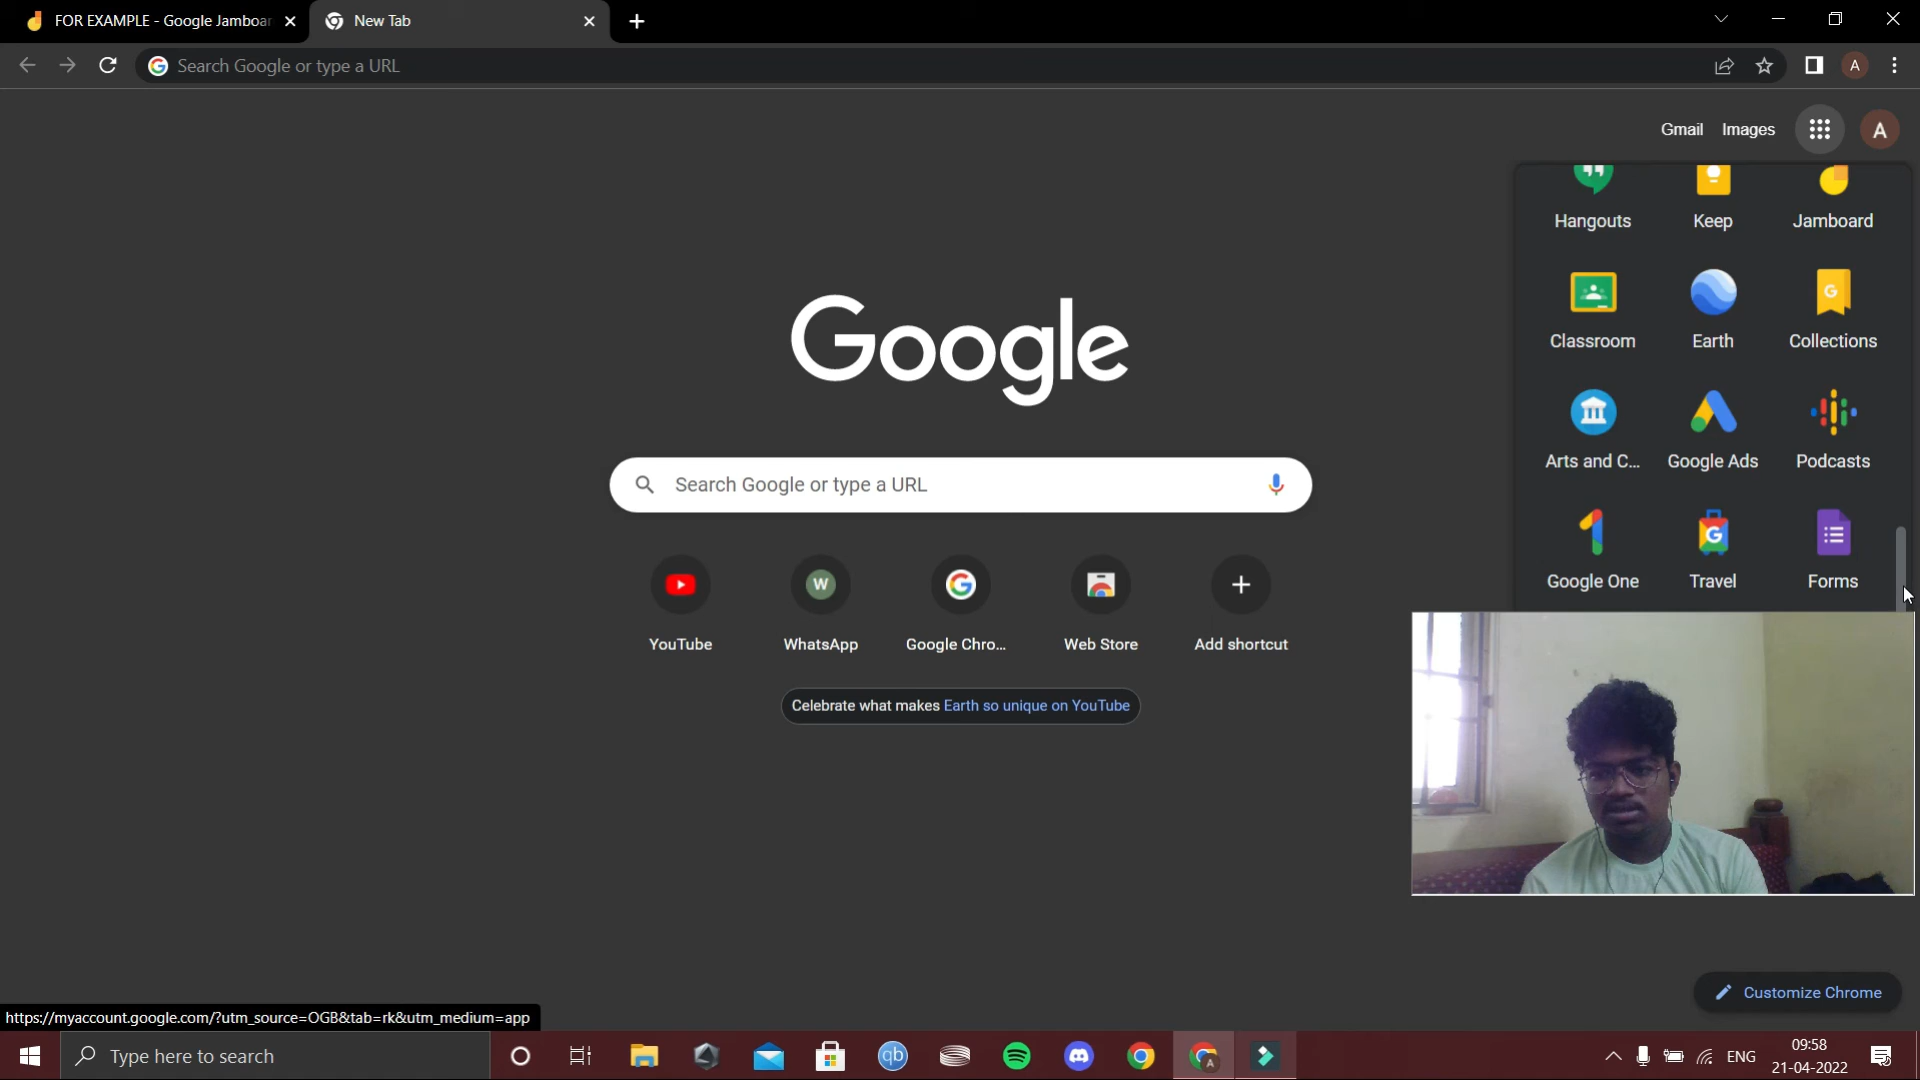 FOR EXAMPLE - Google Jamboar
New Tab
Search Google or type a URL
A
Gmail Images
A
Hangouts Keep Jamboard
Classroom Earth Collections
Arts and C... Google Ads Podcasts
Google One Travel Forms
Google
Search Google or type a URL
W
YouTube WhatsApp Google Chro... Web Store Add shortcut
Celebrate what makes Earth so unique on YouTube
Customize Chrome
https://myaccount.google.com/?utm_source=OGB&tab=rk&utm_medium=app
Type here to search
qb
A
ENG
09:58
21-04-2022